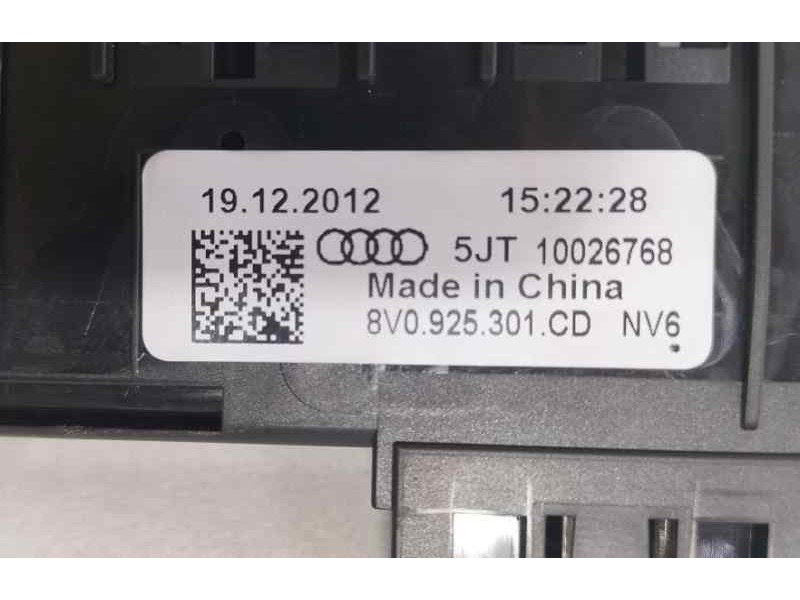 19.12.2012 15:22:28
5JT 10026768
Made in China
8V0.925.301.CD NV6